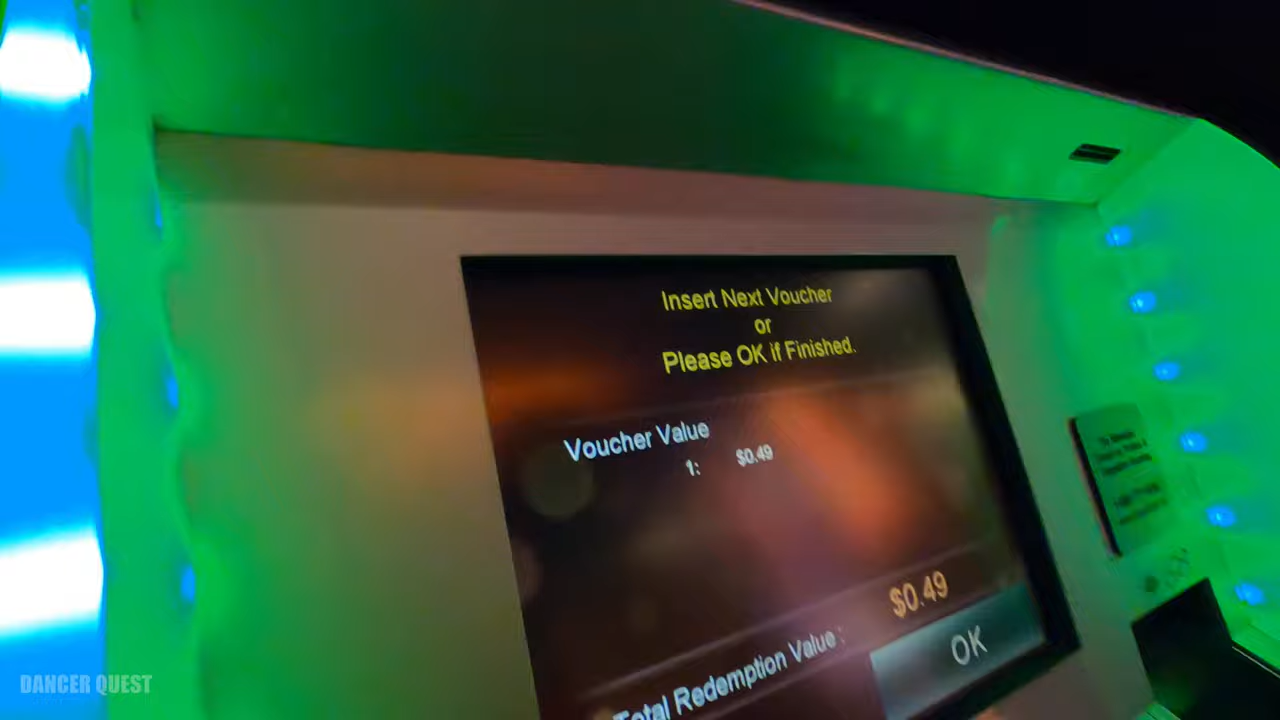 Insert Next Voucher
or
Please OK if Finished.
Voucher Value
1: $0.49
Total Redemption Value : $0.49
OK
DANCER QUEST